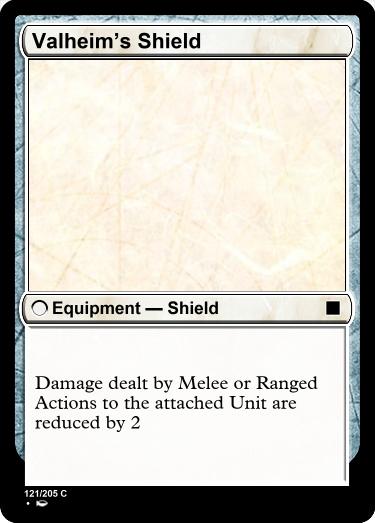 Valheim's Shield
Equipment — Shield
Damage dealt by Melee or Ranged
Actions to the attached Unit are
reduced by 2
121/205 C